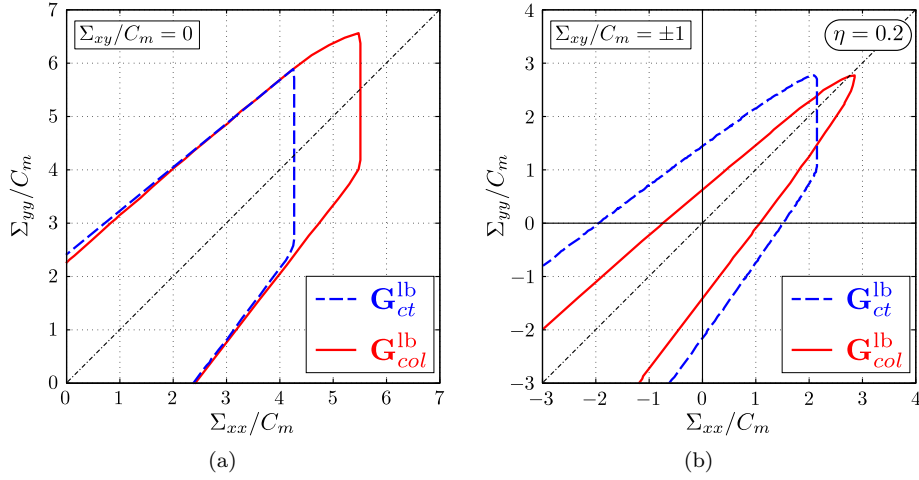 Σxy/Cm = 0
7
6
5
4
3
2
1
0
Σyy/Cm
0 1 2 3 4 5 6 7
Σxx/Cm
G^lb_ct
G^lb_col
(a)
Σxy/Cm = ±1
η = 0.2
4
3
2
1
0
−1
−2
−3
Σyy/Cm
−3 −2 −1 0 1 2 3 4
Σxx/Cm
G^lb_ct
G^lb_col
(b)